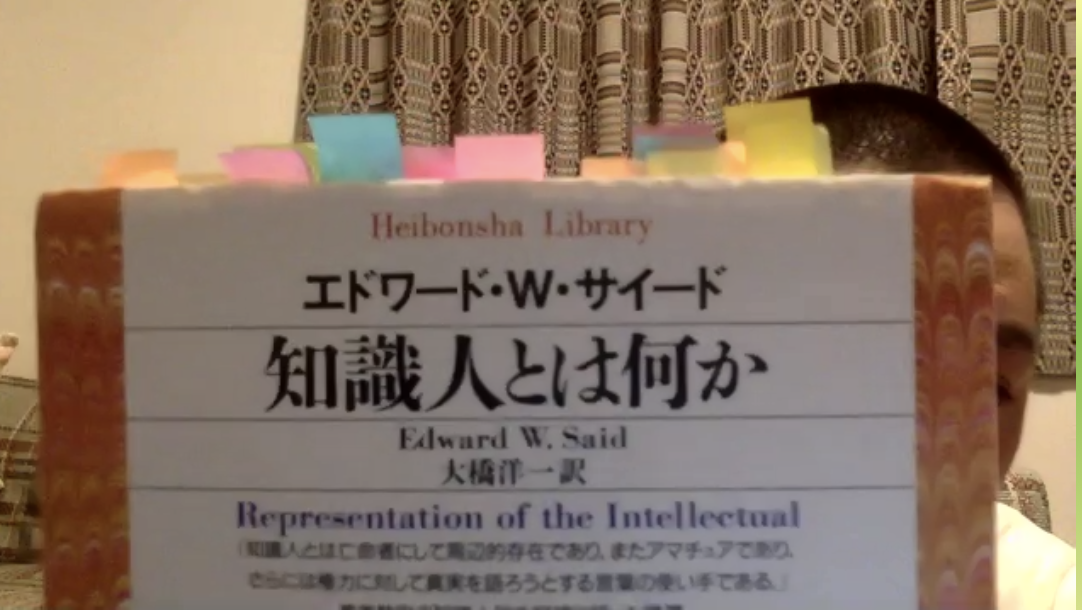 Heibonsha Library
エドワード・W・サイード
知識人とは何か
Edward W. Said
大橋洋一訳
Representation of the Intellectual
「知識人とは亡命者にして周辺的存在であり、またアマチュアであり、
さらには権力に対して真実を語ろうとする言葉の使い手である。」